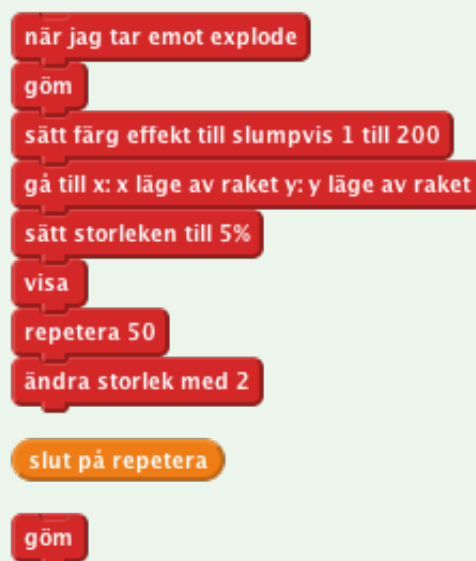 när jag tar emot explode
göm
sätt färg effekt till slumpvis 1 till 200
gå till x: x läge av raket y: y läge av raket
sätt storleken till 5%
visa
repetera 50
ändra storlek med 2
slut på repetera
göm